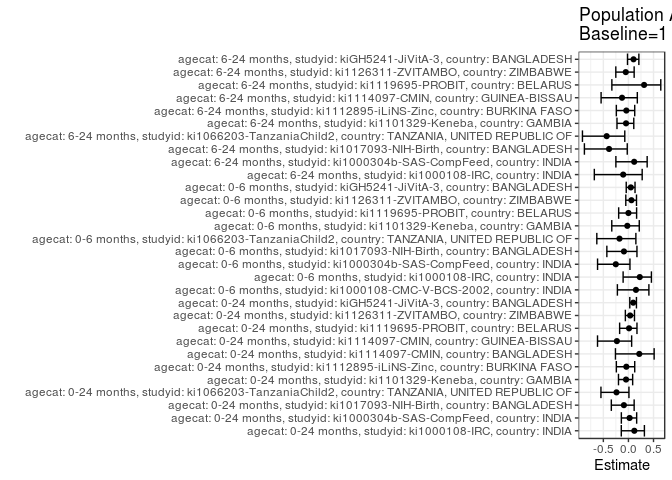 Population A
Baseline=1
agecat: 6-24 months, studyid: kiGH5241-JiVitA-3, country: BANGLADESH
agecat: 6-24 months, studyid: ki1126311-ZVITAMBO, country: ZIMBABWE
agecat: 6-24 months, studyid: ki1119695-PROBIT, country: BELARUS
agecat: 6-24 months, studyid: ki1114097-CMIN, country: GUINEA-BISSAU
agecat: 6-24 months, studyid: ki1112895-iLiNS-Zinc, country: BURKINA FASO
agecat: 6-24 months, studyid: ki1101329-Keneba, country: GAMBIA
agecat: 6-24 months, studyid: ki1066203-TanzaniaChild2, country: TANZANIA, UNITED REPUBLIC OF
agecat: 6-24 months, studyid: ki1017093-NIH-Birth, country: BANGLADESH
agecat: 6-24 months, studyid: ki1000304b-SAS-CompFeed, country: INDIA
agecat: 6-24 months, studyid: ki1000108-IRC, country: INDIA
agecat: 0-6 months, studyid: kiGH5241-JiVitA-3, country: BANGLADESH
agecat: 0-6 months, studyid: ki1126311-ZVITAMBO, country: ZIMBABWE
agecat: 0-6 months, studyid: ki1119695-PROBIT, country: BELARUS
agecat: 0-6 months, studyid: ki1101329-Keneba, country: GAMBIA
agecat: 0-6 months, studyid: ki1066203-TanzaniaChild2, country: TANZANIA, UNITED REPUBLIC OF
agecat: 0-6 months, studyid: ki1017093-NIH-Birth, country: BANGLADESH
agecat: 0-6 months, studyid: ki1000304b-SAS-CompFeed, country: INDIA
agecat: 0-6 months, studyid: ki1000108-IRC, country: INDIA
agecat: 0-6 months, studyid: ki1000108-CMC-V-BCS-2002, country: INDIA
agecat: 0-24 months, studyid: kiGH5241-JiVitA-3, country: BANGLADESH
agecat: 0-24 months, studyid: ki1126311-ZVITAMBO, country: ZIMBABWE
agecat: 0-24 months, studyid: ki1119695-PROBIT, country: BELARUS
agecat: 0-24 months, studyid: ki1114097-CMIN, country: GUINEA-BISSAU
agecat: 0-24 months, studyid: ki1114097-CMIN, country: BANGLADESH
agecat: 0-24 months, studyid: ki1112895-iLiNS-Zinc, country: BURKINA FASO
agecat: 0-24 months, studyid: ki1101329-Keneba, country: GAMBIA
agecat: 0-24 months, studyid: ki1066203-TanzaniaChild2, country: TANZANIA, UNITED REPUBLIC OF
agecat: 0-24 months, studyid: ki1017093-NIH-Birth, country: BANGLADESH
agecat: 0-24 months, studyid: ki1000304b-SAS-CompFeed, country: INDIA
agecat: 0-24 months, studyid: ki1000108-IRC, country: INDIA
-0.5 0.0 0.5
Estimate